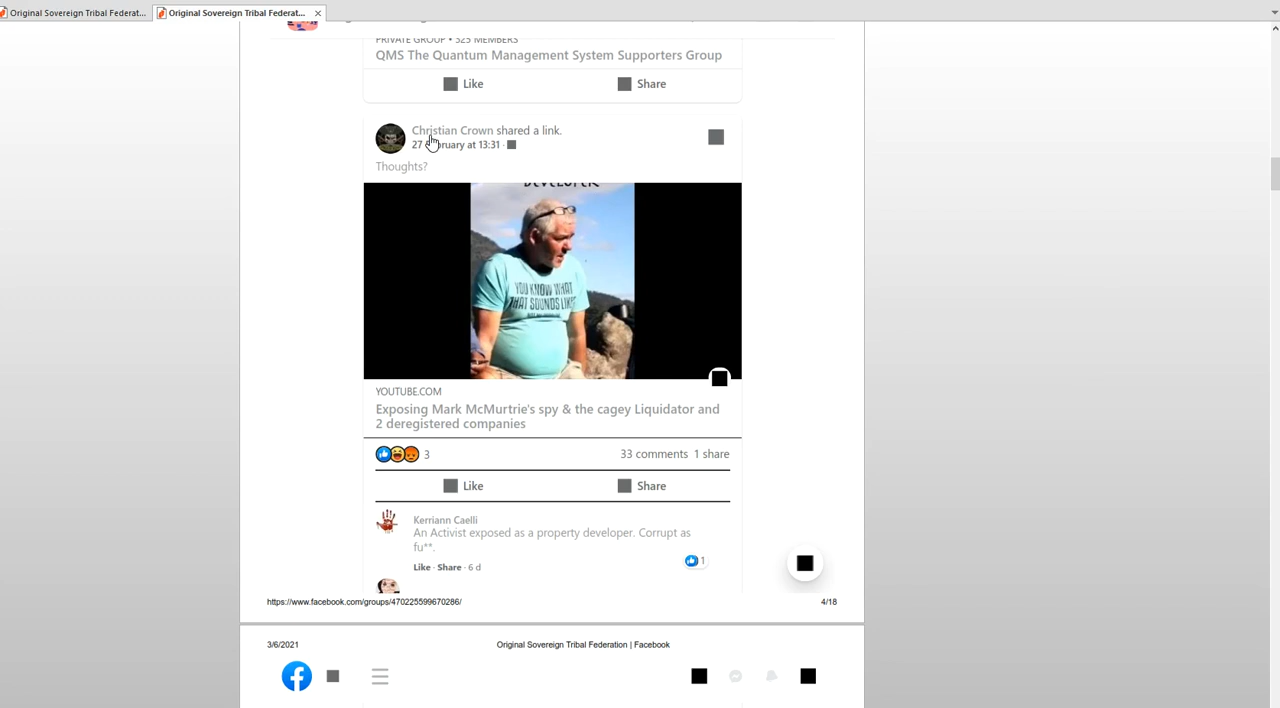 Original Sovereign Tribal Federat...
Original Sovereign Tribal Federat...
PRIVATE GROUP • 525 MEMBERS
QMS The Quantum Management System Supporters Group
Like Share
Christian Crown shared a link.
27 February at 13:31 ·
Thoughts?
DEVELOPER
YOU KNOW WHAT
THAT SOUNDS LIKE?
YOUTUBE.COM
Exposing Mark McMurtrie's spy & the cagey Liquidator and
2 deregistered companies
3 33 comments 1 share
Like Share
Kerriann Caelli
An Activist exposed as a property developer. Corrupt as
fu**.
1
Like · Share · 6 d
https://www.facebook.com/groups/470225599670286/ 4/18
3/6/2021 Original Sovereign Tribal Federation | Facebook